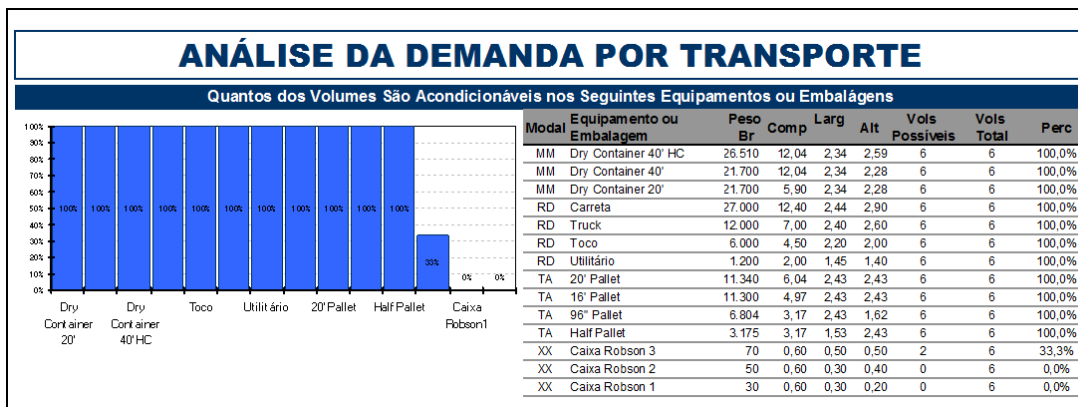 ANÁLISE DA DEMANDA POR TRANSPORTE
Quantos dos Volumes São Acondicionáveis nos Seguintes Equipamentos ou Embalágens
100%
90%
80%
70%
60%
50%
40%
30%
20%
10%
0%
100% 100% 100% 100% 100% 100% 100% 100% 100% 100% 100% 33% 0% 0%
Dry Container 20' Dry Container 40' HC Toco Utilitário 20' Pallet Half Pallet Caixa Robson1
Modal Equipamento ou Embalagem Peso Br Comp Larg Alt Vols Possíveis Vols Total Perc
MM Dry Container 40' HC 26.510 12,04 2,34 2,59 6 6 100,0%
MM Dry Container 40' 21.700 12,04 2,34 2,28 6 6 100,0%
MM Dry Container 20' 21.700 5,90 2,34 2,28 6 6 100,0%
RD Carreta 27.000 12,40 2,44 2,90 6 6 100,0%
RD Truck 12.000 7,00 2,40 2,60 6 6 100,0%
RD Toco 6.000 4,50 2,20 2,00 6 6 100,0%
RD Utilitário 1.200 2,00 1,45 1,40 6 6 100,0%
TA 20' Pallet 11.340 6,04 2,43 2,43 6 6 100,0%
TA 16' Pallet 11.300 4,97 2,43 2,43 6 6 100,0%
TA 96" Pallet 6.804 3,17 2,43 1,62 6 6 100,0%
TA Half Pallet 3.175 3,17 1,53 2,43 6 6 100,0%
XX Caixa Robson 3 70 0,60 0,50 0,50 2 6 33,3%
XX Caixa Robson 2 50 0,60 0,30 0,40 0 6 0,0%
XX Caixa Robson 1 30 0,60 0,30 0,20 0 6 0,0%